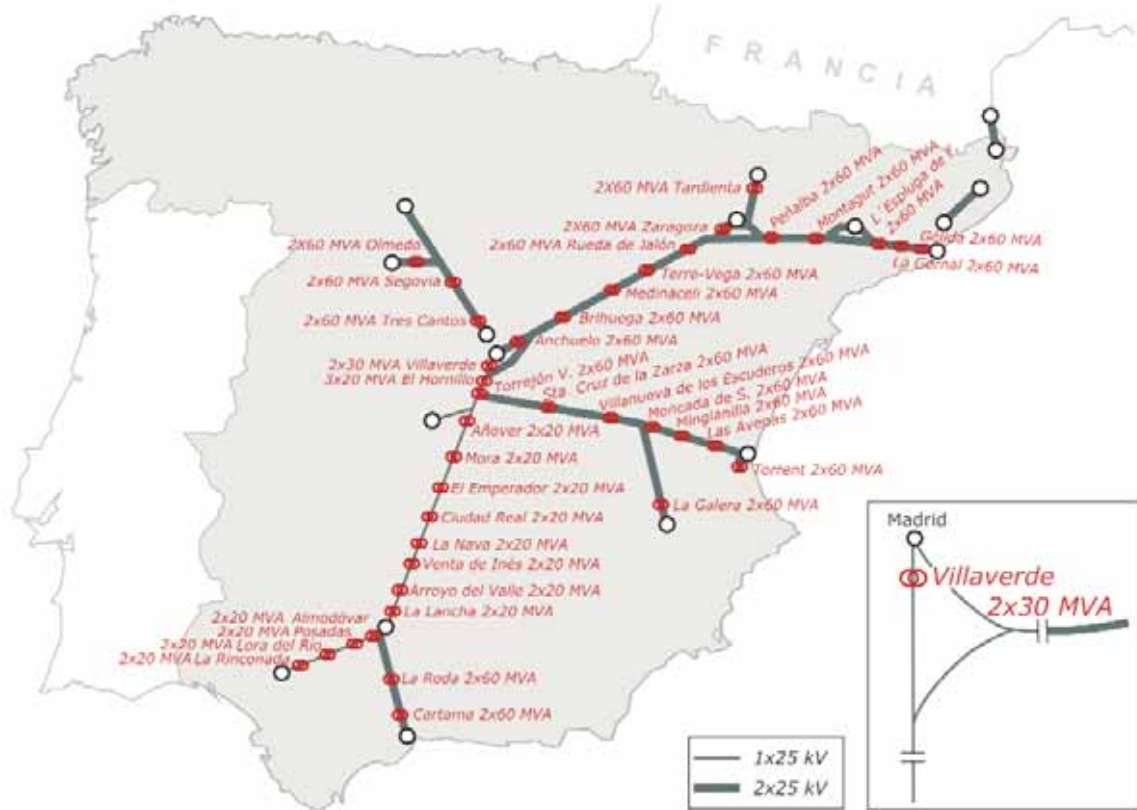 FRANCIA
2X60 MVA Tardienta
Peñalba 2x60 MVA
Montagut 2x60 MVA
L'Espluga de F.
2x60 MVA
2X60 MVA Zaragora
Gélida 2x60 MVA
2x60 MVA Rueda de Jalón
La Gornal 2x60 MVA
2X60 MVA Olmedo
Terre-Vega 2x60 MVA
2x60 MVA Segovia
Medinaceli 2x60 MVA
2x60 MVA Tres Cantos
Brihuega 2x60 MVA
Anchuelo 2x60 MVA
2x30 MVA Villaverde
3x20 MVA El Hornillo
Torrejón V. 2x60 MVA
Sta. Cruz de la Zarza 2x60 MVA
Villanueva de los Escuderos 2x60 MVA
Moncada de S. 2x60 MVA
Minglanilla 2x60 MVA
Las Avepas 2x60 MVA
Añover 2x20 MVA
Mora 2x20 MVA
Torrent 2x60 MVA
El Emperador 2x20 MVA
La Galera 2x60 MVA
Ciudad Real 2x20 MVA
La Nava 2x20 MVA
Venta de Inés 2x20 MVA
Arroyo del Valle 2x20 MVA
La Lancha 2x20 MVA
2x20 MVA Almodóvar
2x20 MVA Posadas
2x20 MVA Lora del Río
2x20 MVA La Rinconada
La Roda 2x60 MVA
Cartama 2x60 MVA
Madrid
Villaverde
2x30 MVA
1x25 kV
2x25 kV